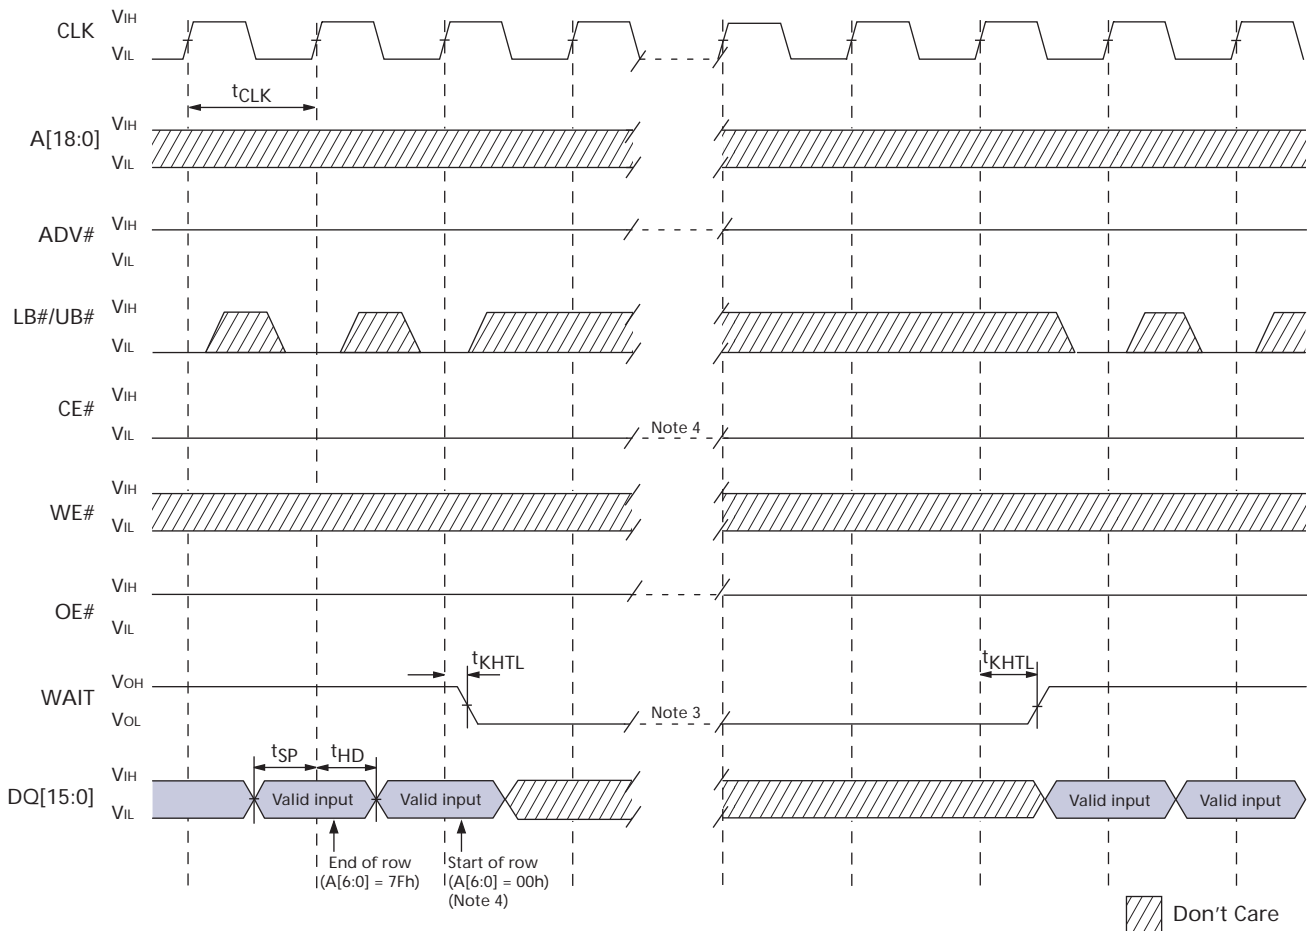 CLK
VIH
VIL
tCLK
A[18:0]
VIH
VIL
ADV#
VIH
VIL
LB#/UB#
VIH
VIL
CE#
VIH
VIL
Note 4
WE#
VIH
VIL
OE#
VIH
VIL
WAIT
VOH
VOL
tKHTL
Note 3
tKHTL
DQ[15:0]
VIH
VIL
tSP
tHD
Valid input
Valid input
Valid input
Valid input
End of row
(A[6:0] = 7Fh)
Start of row
(A[6:0] = 00h)
(Note 4)
Don't Care